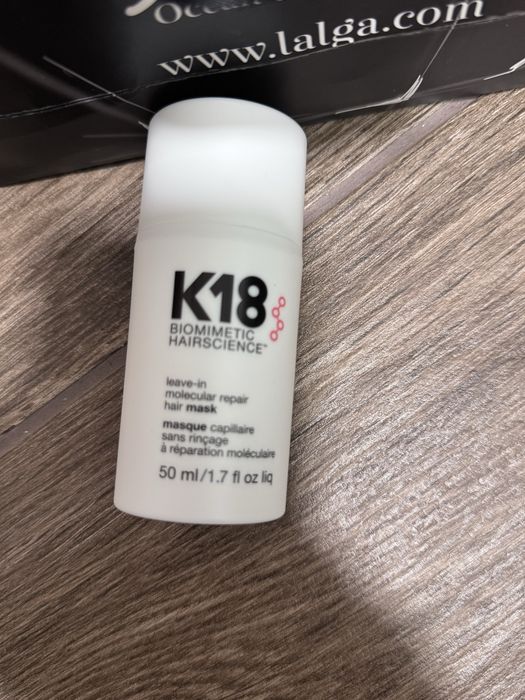 www.lalga.com
K18
BIOMIMETIC
HAIRSCIENCE™
leave-in
molecular repair
hair mask
masque capillaire
sans rinçage
à réparation moléculaire
50 ml/1.7 fl oz liq